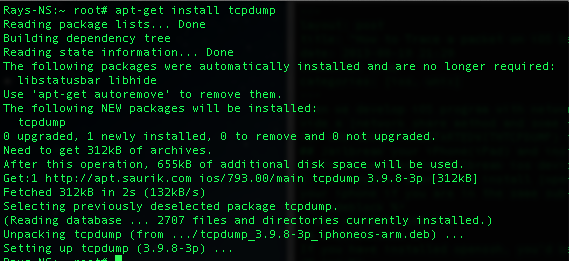 Rays-NS:~ root# apt-get install tcpdump
Reading package lists... Done
Building dependency tree
Reading state information... Done
The following packages were automatically installed and are no longer required:
  libstatusbar libhide
Use 'apt-get autoremove' to remove them.
The following NEW packages will be installed:
  tcpdump
0 upgraded, 1 newly installed, 0 to remove and 0 not upgraded.
Need to get 312kB of archives.
After this operation, 655kB of additional disk space will be used.
Get:1 http://apt.saurik.com ios/793.00/main tcpdump 3.9.8-3p [312kB]
Fetched 312kB in 2s (132kB/s)
Selecting previously deselected package tcpdump.
(Reading database ... 2707 files and directories currently installed.)
Unpacking tcpdump (from .../tcpdump_3.9.8-3p_iphoneos-arm.deb) ...
Setting up tcpdump (3.9.8-3p) ...
Rays-NS:~ root#